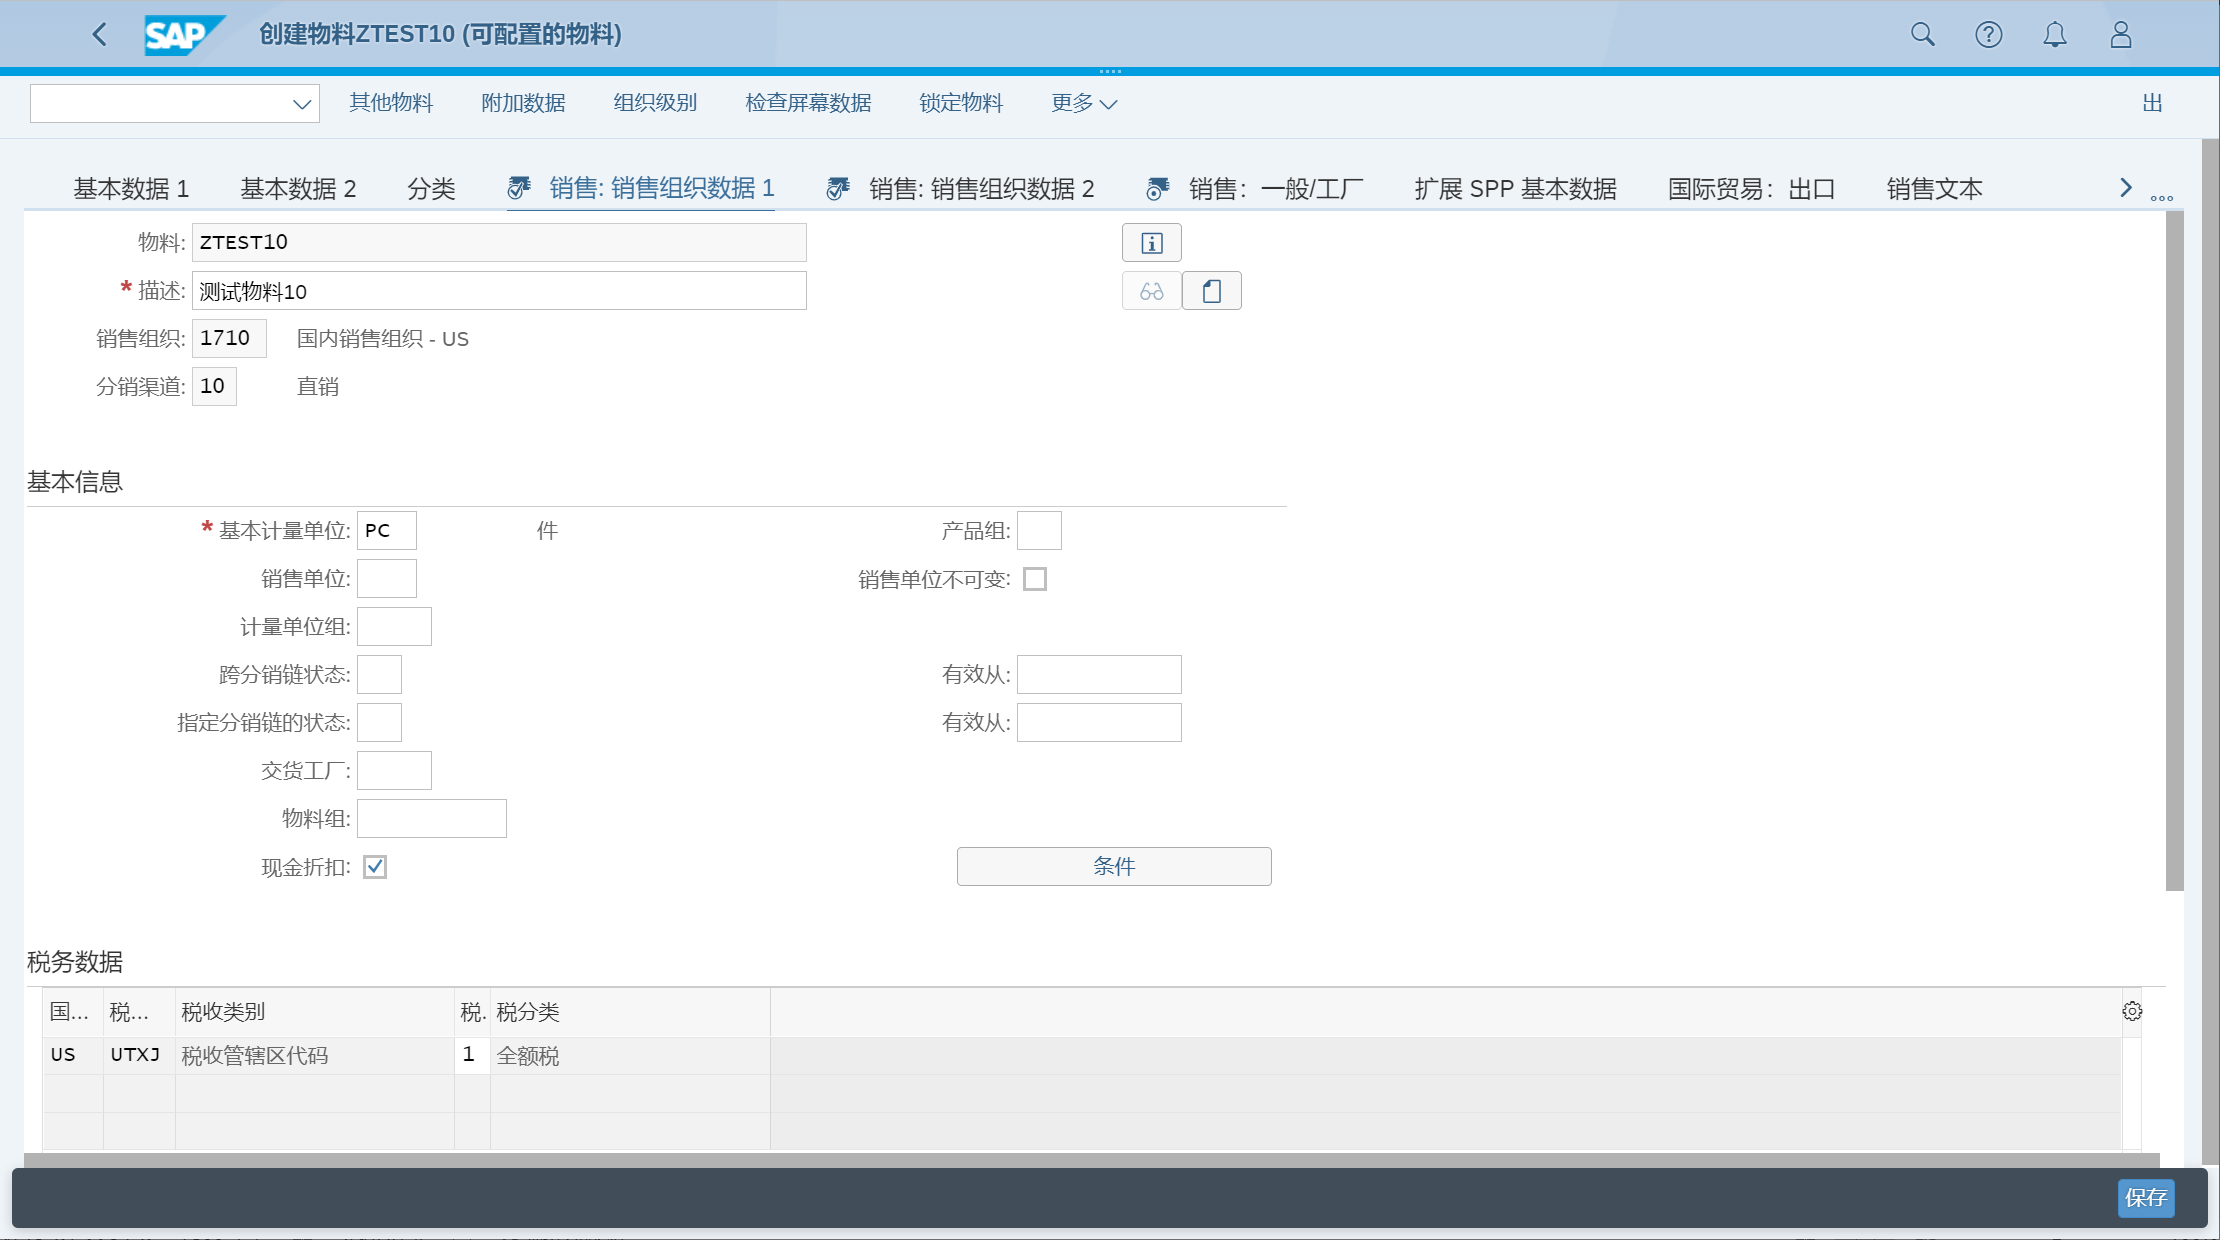 SAP 创建物料ZTEST10 (可配置的物料)
其他物料 附加数据 组织级别 检查屏幕数据 锁定物料 更多 出
基本数据 1 基本数据 2 分类 销售: 销售组织数据 1 销售: 销售组织数据 2 销售：一般/工厂 扩展 SPP 基本数据 国际贸易：出口 销售文本
物料: ZTEST10
* 描述: 测试物料10
销售组织: 1710 国内销售组织 - US
分销渠道: 10 直销
基本信息
* 基本计量单位: PC 件 产品组:
销售单位: 销售单位不可变:
计量单位组:
跨分销链状态: 有效从:
指定分销链的状态: 有效从:
交货工厂:
物料组:
现金折扣: 条件
税务数据
国... 税... 税收类别 税. 税分类
US UTXJ 税收管辖区代码 1 全额税
保存